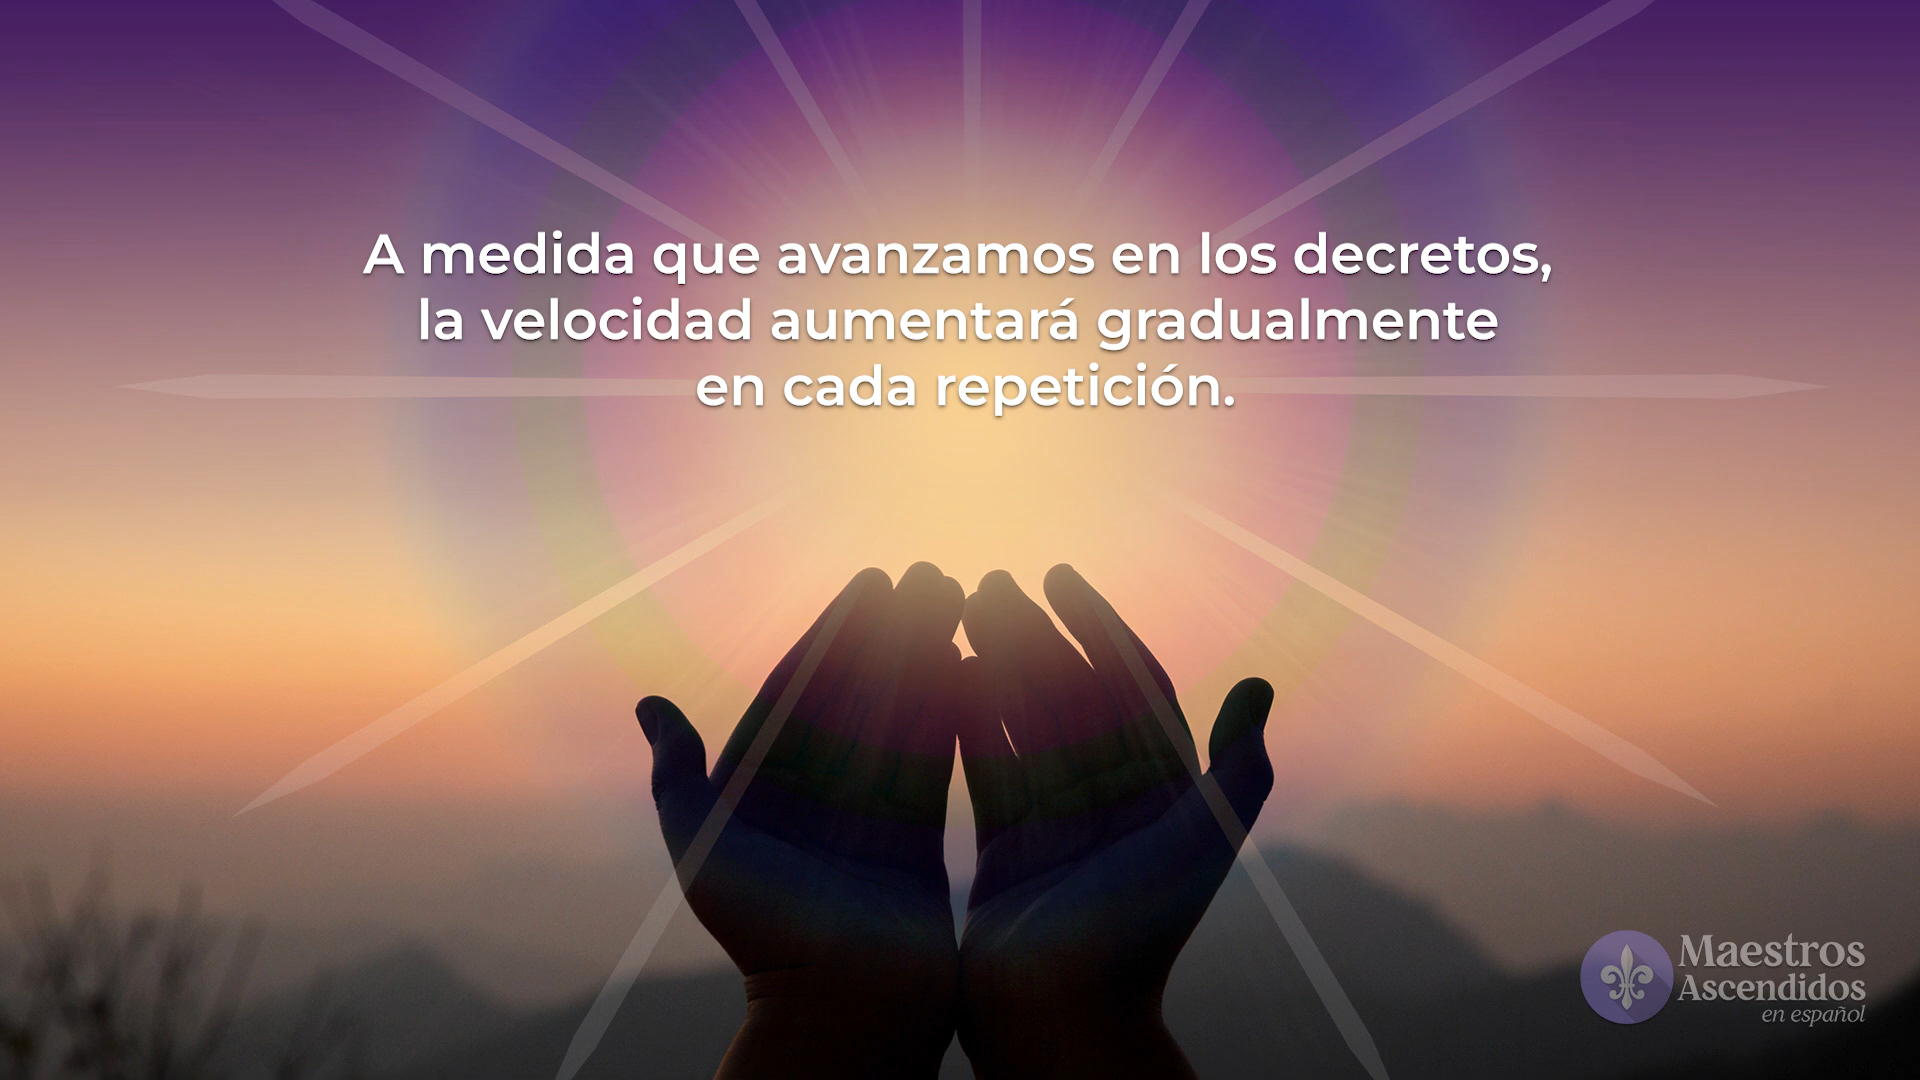 A medida que avanzamos en los decretos,
la velocidad aumentará gradualmente
en cada repetición.
Maestros
Ascendidos
en español